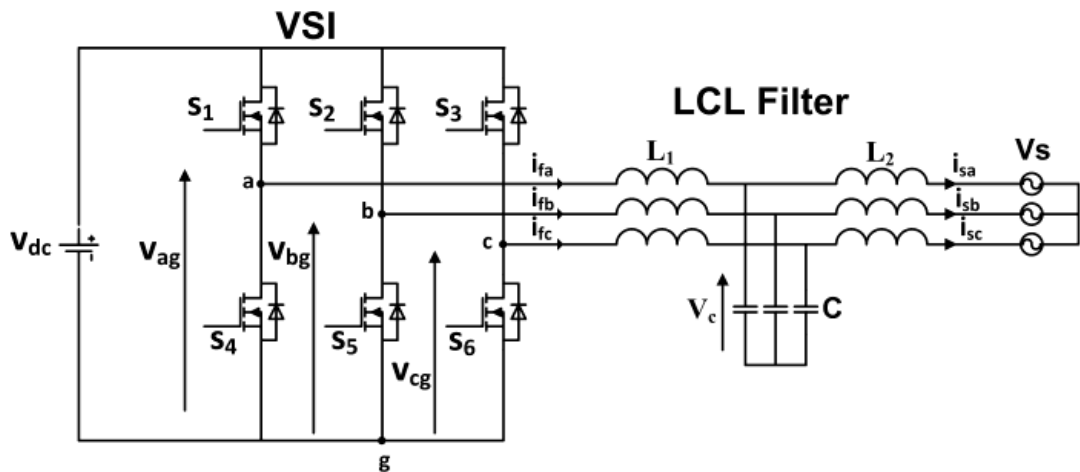 VSI
LCL Filter
S1 S2 S3
L1 L2 Vs
a ifa isa
b ifb isb
c ifc isc
vdc + -
vag vbg
Vc C
S4 S5 S6
vcg
g